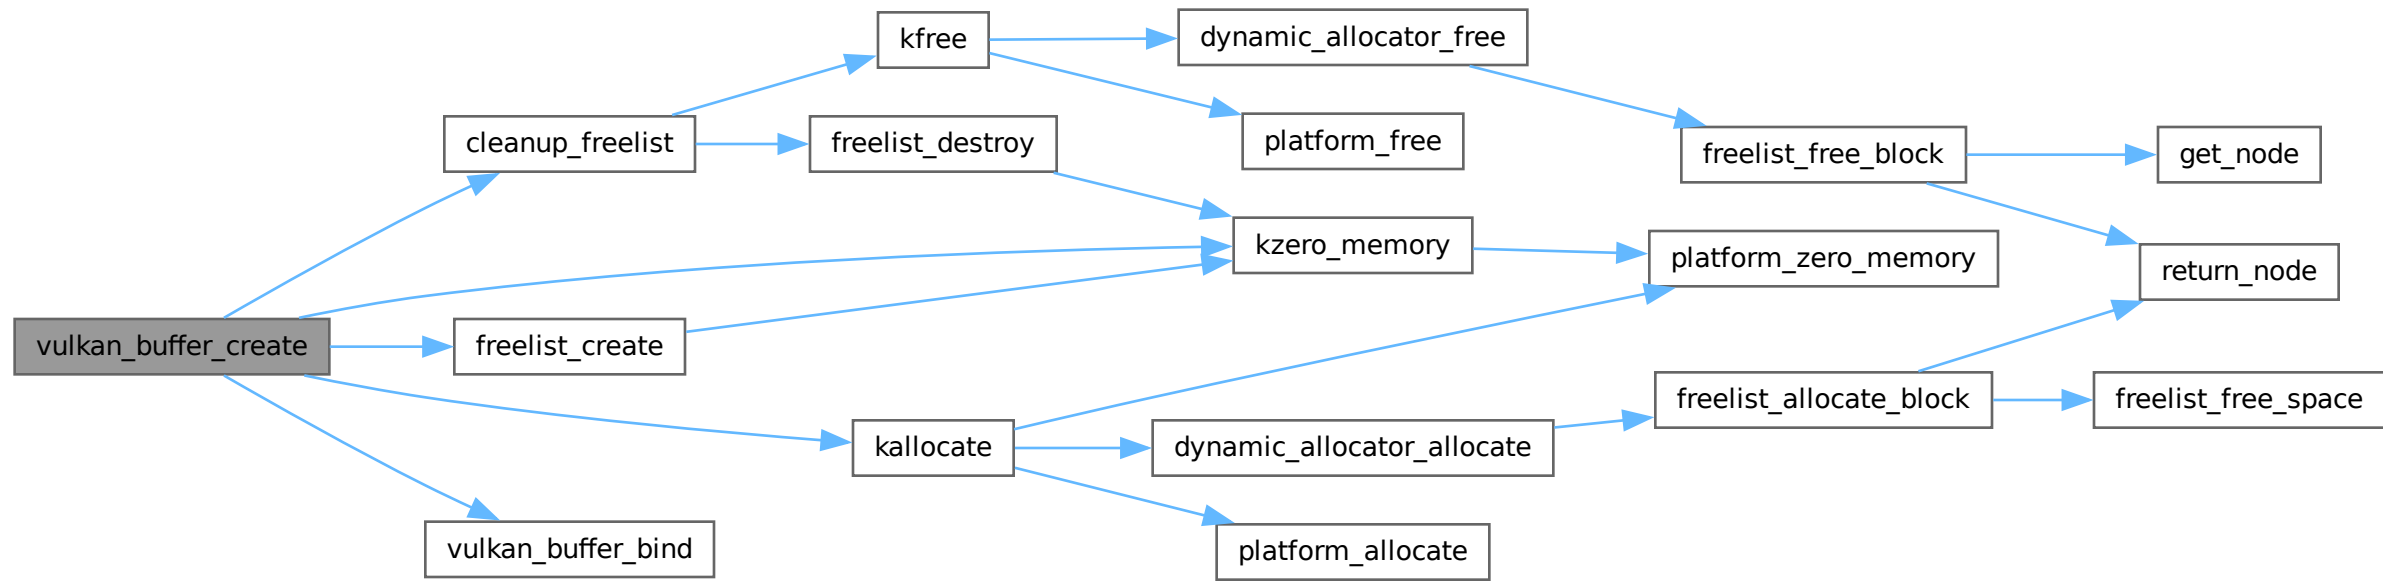 kfree
dynamic_allocator_free
cleanup_freelist
freelist_destroy
platform_free
freelist_free_block
get_node
kzero_memory
platform_zero_memory
return_node
vulkan_buffer_create
freelist_create
freelist_allocate_block
freelist_free_space
kallocate
dynamic_allocator_allocate
vulkan_buffer_bind
platform_allocate